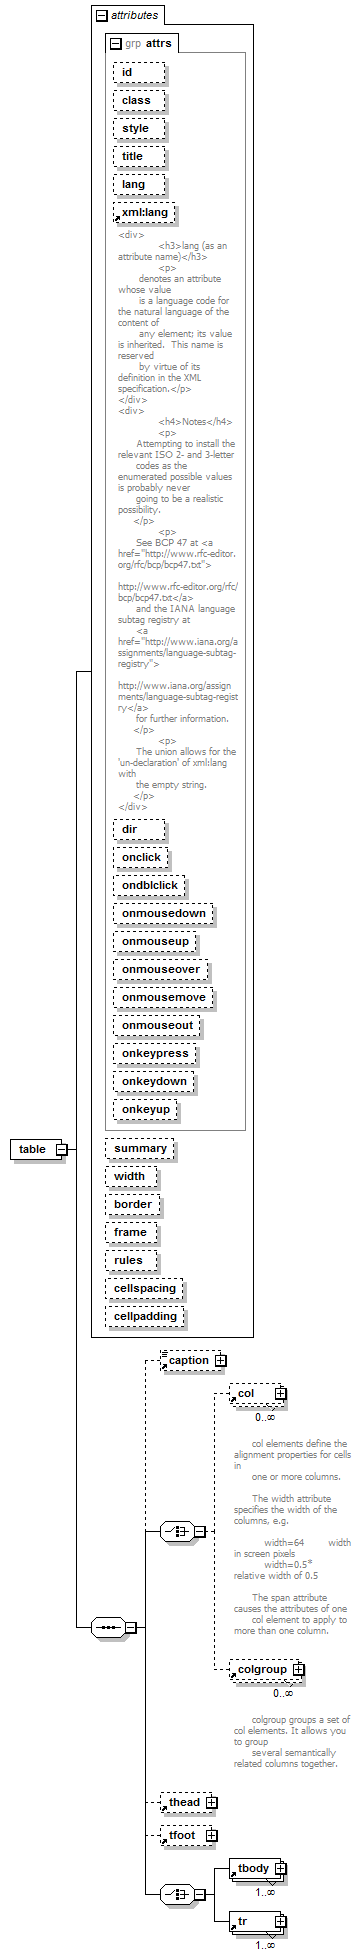 attributes
grp attrs
id
class
style
title
lang
xml:lang
<div>
<h3>lang (as an
attribute name)</h3>
<p>
denotes an attribute
whose value
is a language code for
the natural language of the
content of
any element; its value
is inherited.  This name is
reserved
by virtue of its
definition in the XML
specification.</p>
</div>
<div>
<h4>Notes</h4>
<p>
Attempting to install the
relevant ISO 2- and 3-letter
codes as the
enumerated possible values
is probably never
going to be a realistic
possibility.
</p>
<p>
See BCP 47 at <a
href="http://www.rfc-editor.
org/rfc/bcp/bcp47.txt">
http://www.rfc-editor.org/rfc/
bcp/bcp47.txt</a>
and the IANA language
subtag registry at
<a
href="http://www.iana.org/a
ssignments/language-subtag-
registry">
http://www.iana.org/assign
ments/language-subtag-regist
ry</a>
for further information.
</p>
<p>
The union allows for the
'un-declaration' of xml:lang
with
the empty string.
</p>
</div>
dir
onclick
ondblclick
onmousedown
onmouseup
onmouseover
onmousemove
onmouseout
onkeypress
onkeydown
onkeyup
table
summary
width
border
frame
rules
cellspacing
cellpadding
caption
col
0..∞
col elements define the
alignment properties for cells
in
one or more columns.
The width attribute
specifies the width of the
columns, e.g.
width=64 width
in screen pixels
width=0.5*
relative width of 0.5
The span attribute
causes the attributes of one
col element to apply to
more than one column.
colgroup
0..∞
colgroup groups a set of
col elements. It allows you
to group
several semantically
related columns together.
thead
tfoot
tbody
1..∞
tr
1..∞